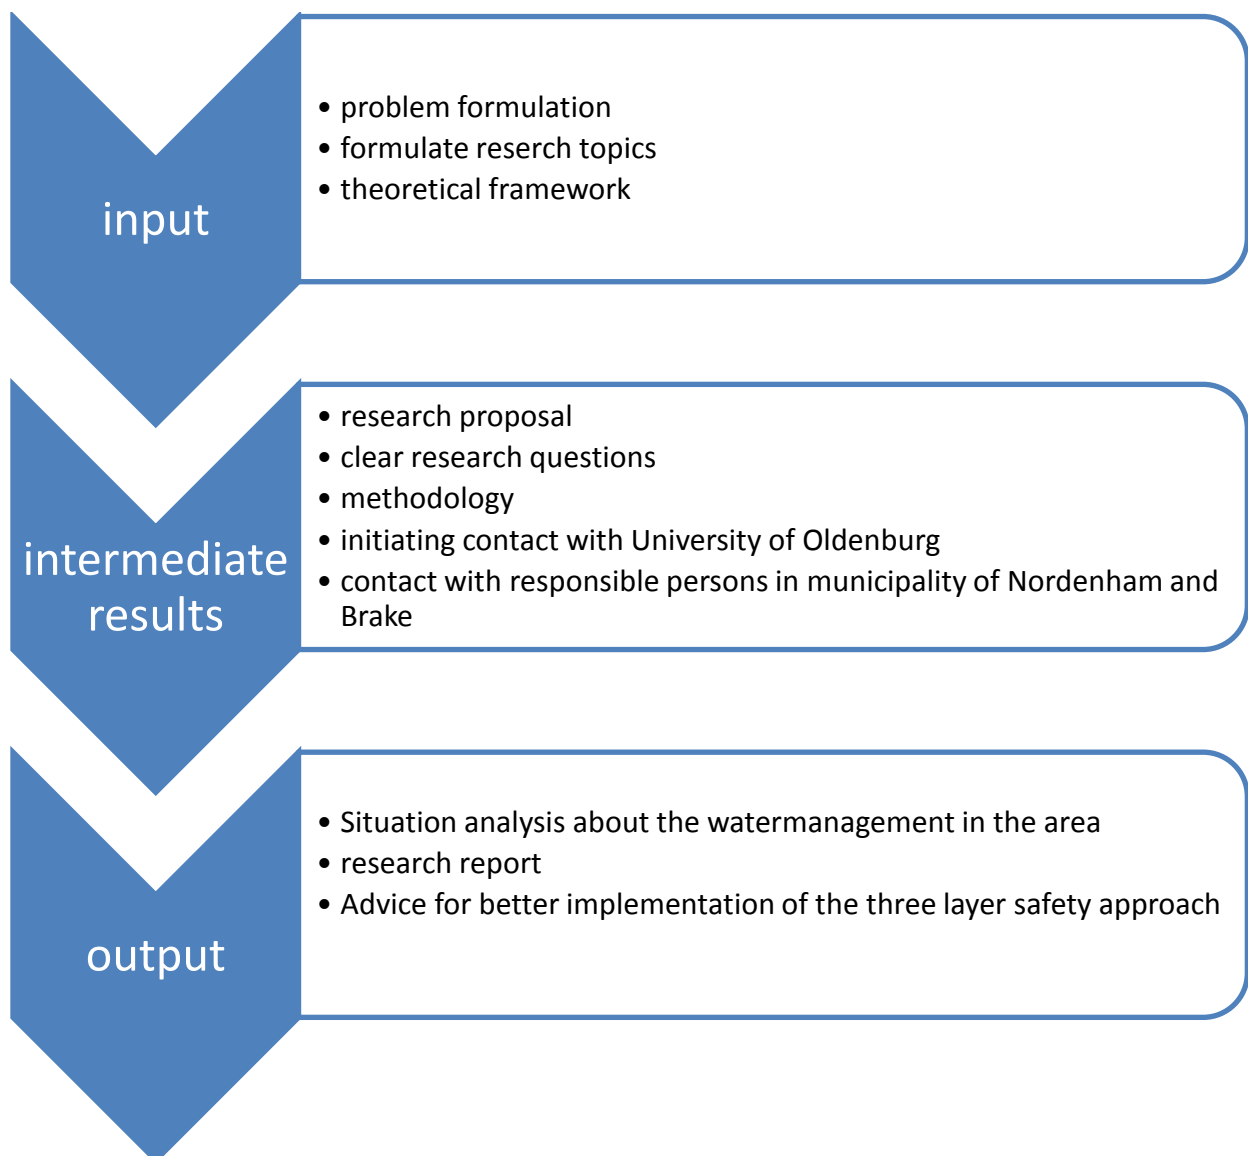 input
• problem formulation
• formulate reserch topics
• theoretical framework
intermediate
results
• research proposal
• clear research questions
• methodology
• initiating contact with University of Oldenburg
• contact with responsible persons in municipality of Nordenham and
Brake
output
• Situation analysis about the watermanagement in the area
• research report
• Advice for better implementation of the three layer safety approach